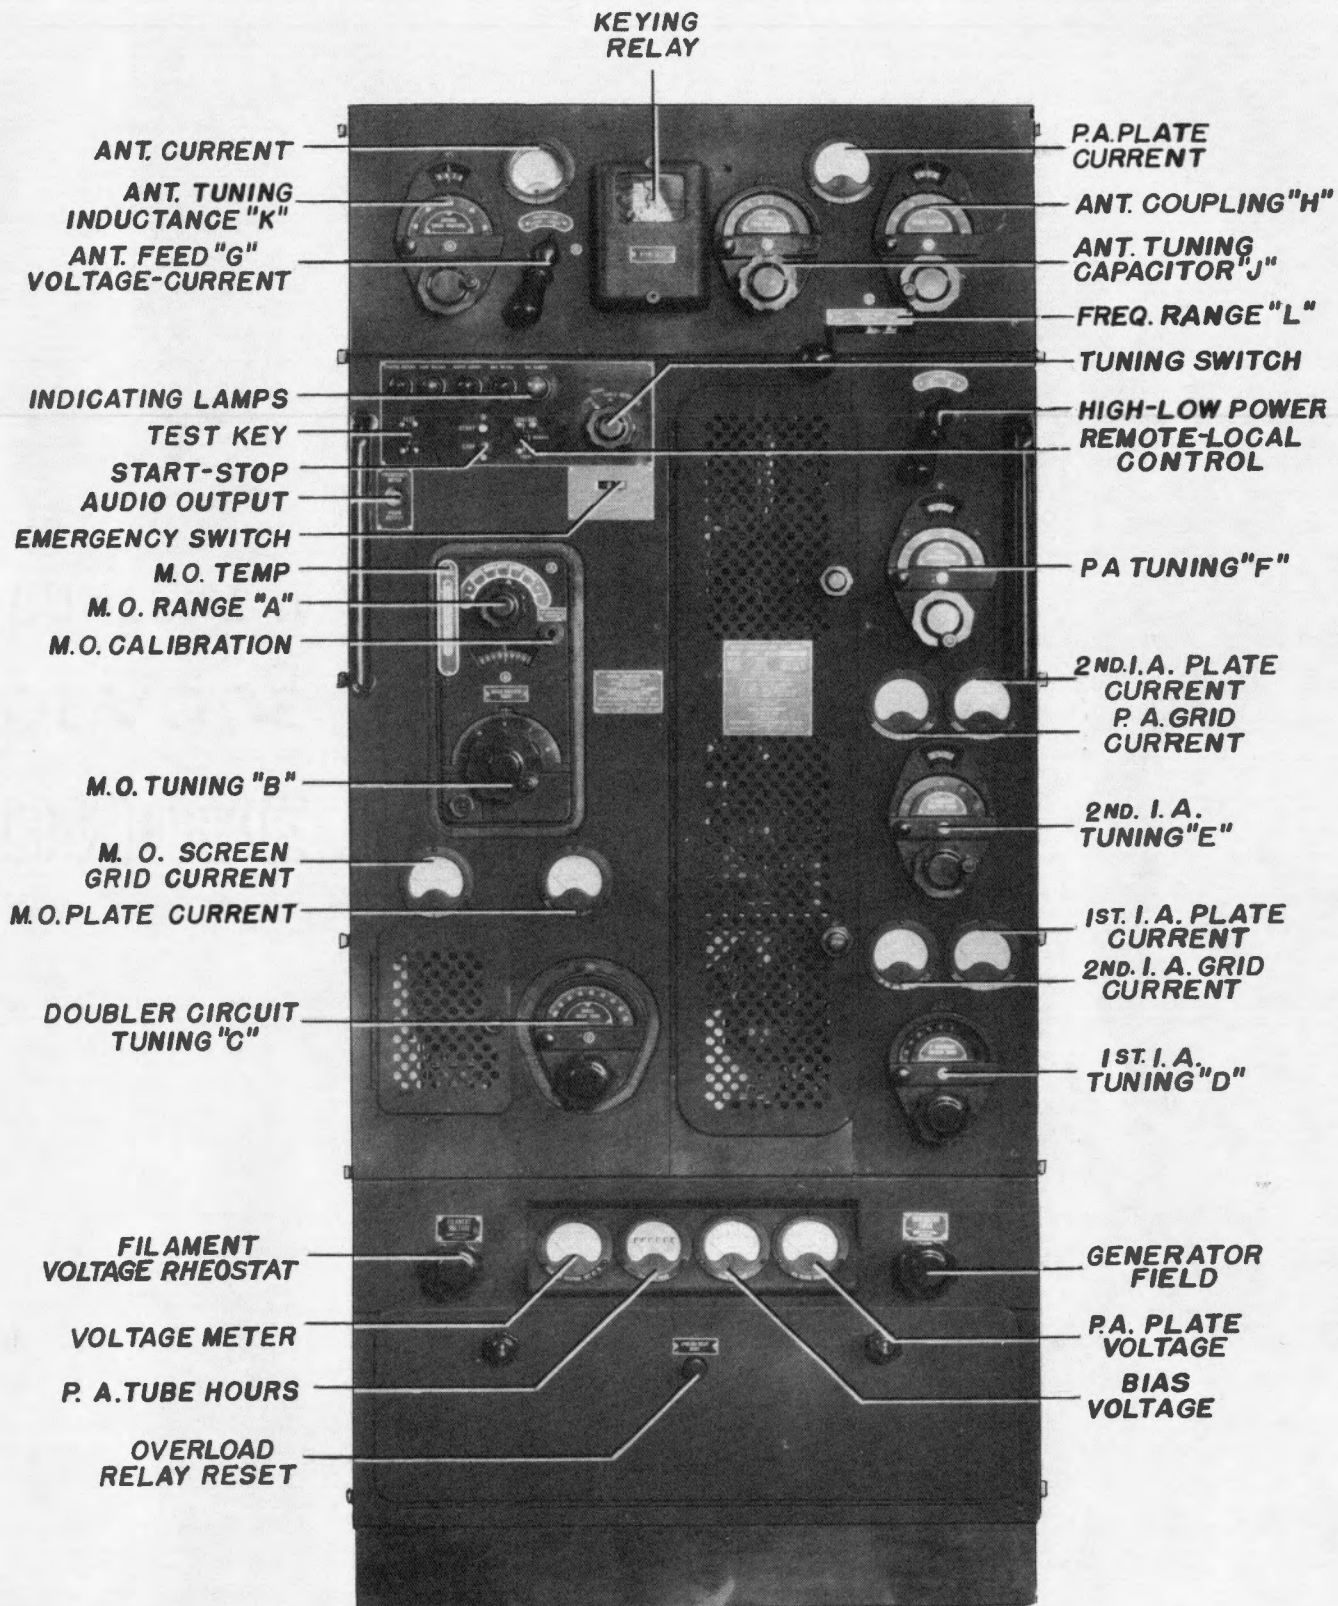 KEYING
RELAY
ANT. CURRENT
ANT. TUNING
INDUCTANCE "K"
ANT. FEED "G"
VOLTAGE-CURRENT
INDICATING LAMPS
TEST KEY
START-STOP
AUDIO OUTPUT
EMERGENCY SWITCH
M.O. TEMP
M.O. RANGE "A"
M.O. CALIBRATION
M.O. TUNING "B"
M. O. SCREEN
GRID CURRENT
M.O. PLATE CURRENT
DOUBLER CIRCUIT
TUNING "C"
FILAMENT
VOLTAGE RHEOSTAT
VOLTAGE METER
P. A. TUBE HOURS
OVERLOAD
RELAY RESET
P.A. PLATE
CURRENT
ANT. COUPLING "H"
ANT. TUNING
CAPACITOR "J"
FREQ. RANGE "L"
TUNING SWITCH
HIGH-LOW POWER
REMOTE-LOCAL
CONTROL
PA TUNING "F"
2ND. I.A. PLATE
CURRENT
P. A. GRID
CURRENT
2ND. I. A.
TUNING "E"
1ST. I. A. PLATE
CURRENT
2ND. I. A. GRID
CURRENT
1ST. I. A.
TUNING "D"
GENERATOR
FIELD
P.A. PLATE
VOLTAGE
BIAS
VOLTAGE
FILAMENT
VOLTAGE